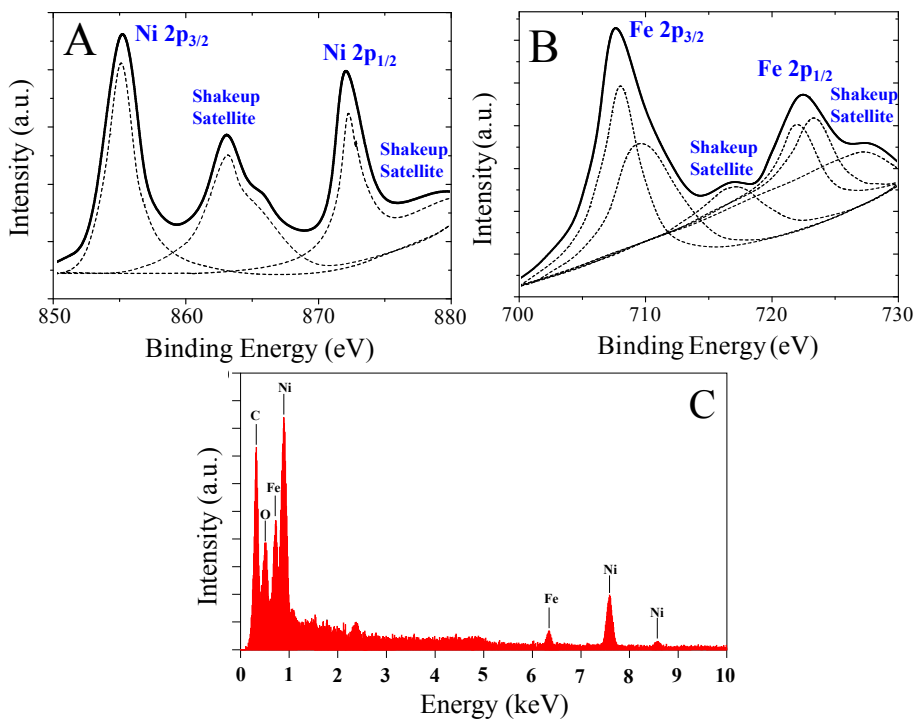 A
Ni 2p3/2
Ni 2p1/2
Shakeup
Satellite
Shakeup
Satellite
Intensity (a.u.)
850
860
870
880
Binding Energy (eV)
B
Fe 2p3/2
Fe 2p1/2
Shakeup
Satellite
Shakeup
Satellite
Intensity (a.u.)
700
710
722
730
Binding Energy (eV)
C
C
O
Fe
Ni
Fe
Ni
Ni
Intensity (a.u.)
0
1
2
3
4
5
6
7
8
9
10
Energy (keV)